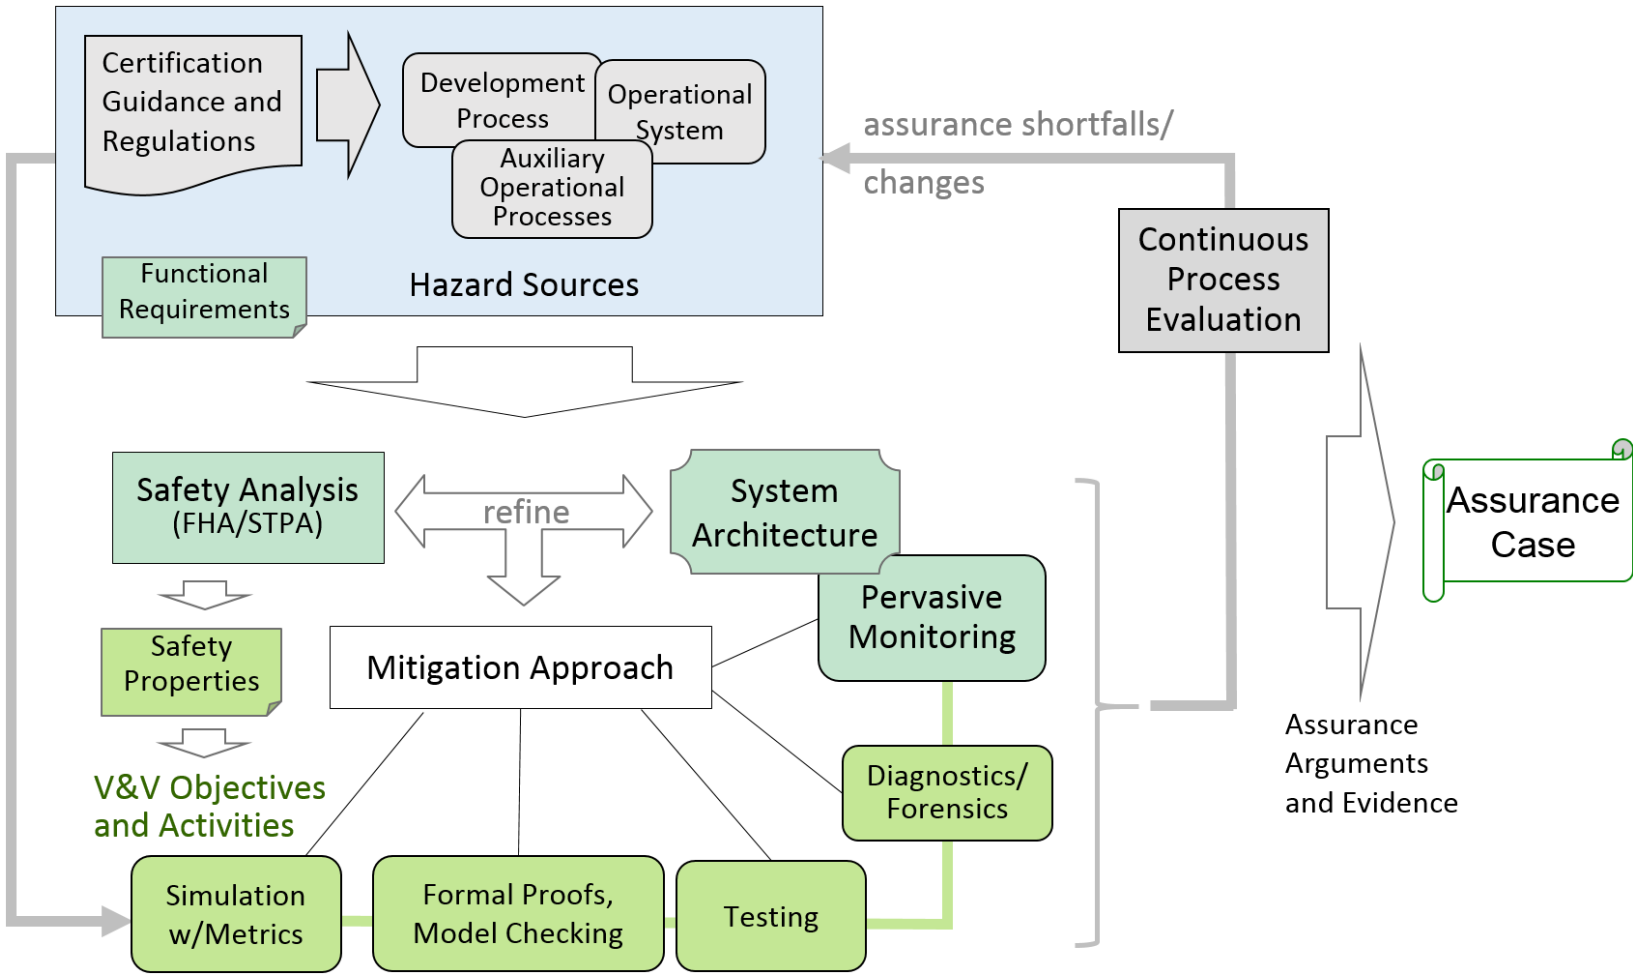 Certification
Guidance and
Regulations
Development
Process
Operational
System
Auxiliary
Operational
Processes
Functional
Requirements
Hazard Sources
assurance shortfalls/
changes
Continuous
Process
Evaluation
Safety Analysis
(FHA/STPA)
refine
System
Architecture
Pervasive
Monitoring
Safety
Properties
Mitigation Approach
V&V Objectives
and Activities
Diagnostics/
Forensics
Simulation
w/Metrics
Formal Proofs,
Model Checking
Testing
Assurance
Case
Assurance
Arguments
and Evidence